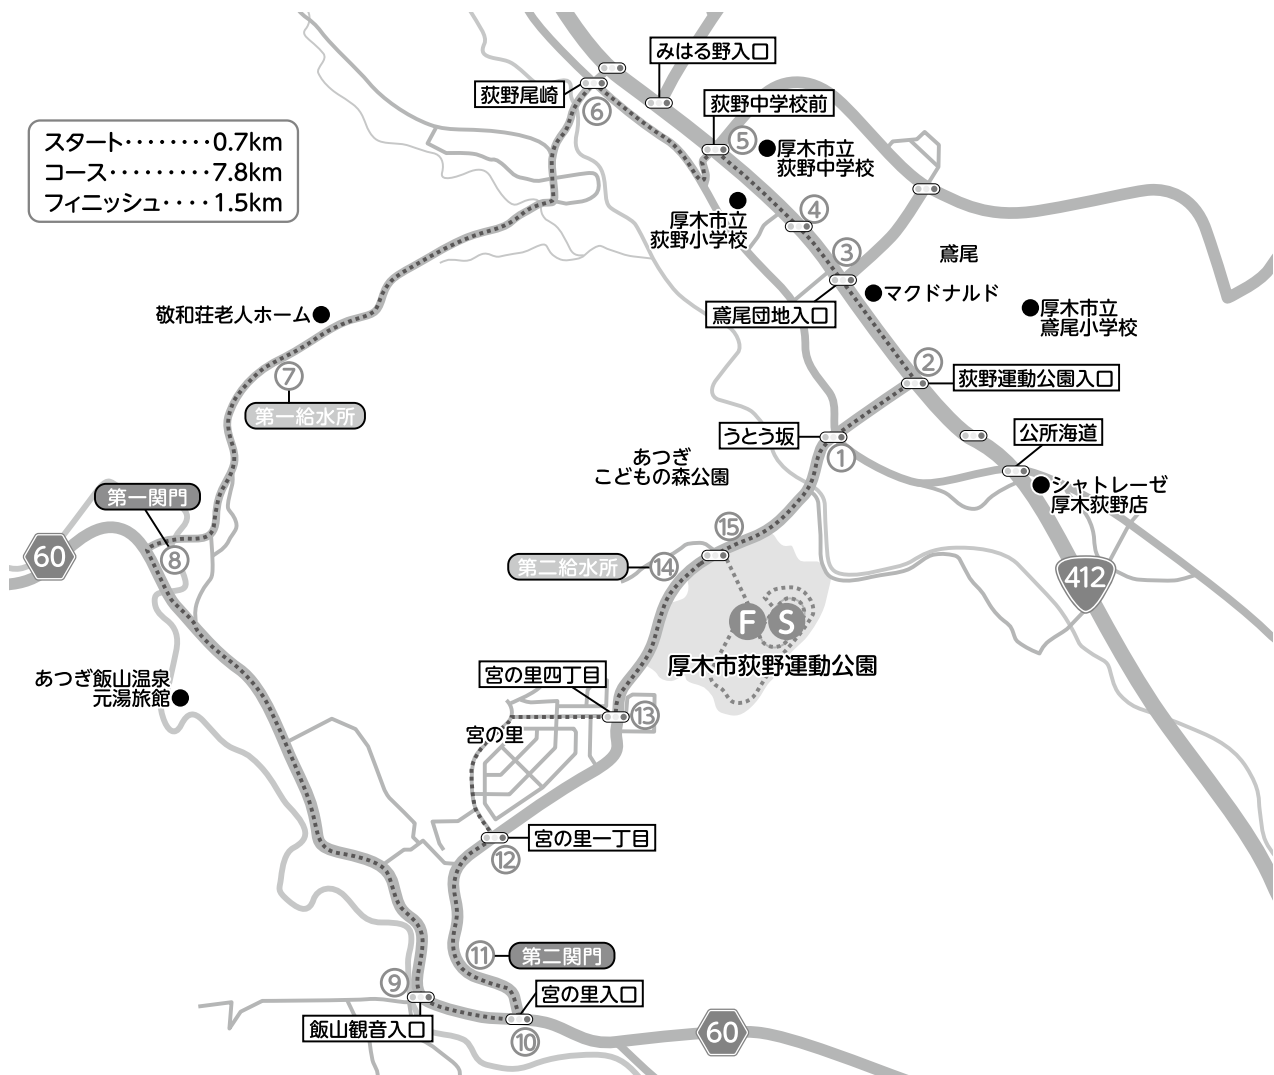 みはる野入口
荻野尾崎
⑥
荻野中学校前
⑤
厚木市立
荻野中学校
スタート‥‥‥‥0.7km
コース‥‥‥‥‥7.8km
フィニッシュ‥‥1.5km
厚木市立
荻野小学校
④
③
鳶尾
マクドナルド
鳶尾団地入口
厚木市立
鳶尾小学校
敬和荘老人ホーム
⑦
第一給水所
②
荻野運動公園入口
うとう坂
①
公所海道
あつぎ
こどもの森公園
シャトレーゼ
厚木荻野店
第一関門
⑧
60
⑮
第二給水所
⑭
412
F
S
厚木市荻野運動公園
あつぎ飯山温泉
元湯旅館
宮の里四丁目
⑬
宮の里
宮の里一丁目
⑫
⑪
第二関門
⑨
宮の里入口
飯山観音入口
⑩
60